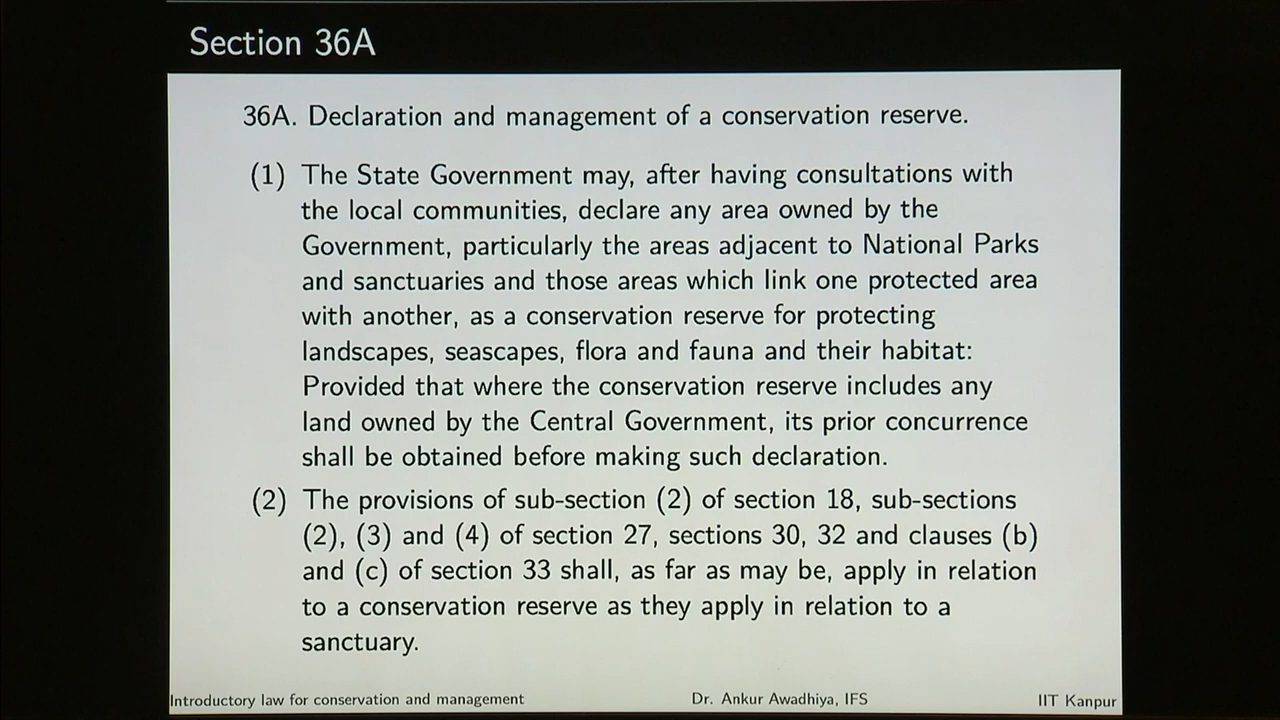 Section 36A
36A. Declaration and management of a conservation reserve.
(1) The State Government may, after having consultations with
the local communities, declare any area owned by the
Government, particularly the areas adjacent to National Parks
and sanctuaries and those areas which link one protected area
with another, as a conservation reserve for protecting
landscapes, seascapes, flora and fauna and their habitat:
Provided that where the conservation reserve includes any
land owned by the Central Government, its prior concurrence
shall be obtained before making such declaration.
(2) The provisions of sub-section (2) of section 18, sub-sections
(2), (3) and (4) of section 27, sections 30, 32 and clauses (b)
and (c) of section 33 shall, as far as may be, apply in relation
to a conservation reserve as they apply in relation to a
sanctuary.
Introductory law for conservation and management Dr. Ankur Awadhiya, IFS IIT Kanpur